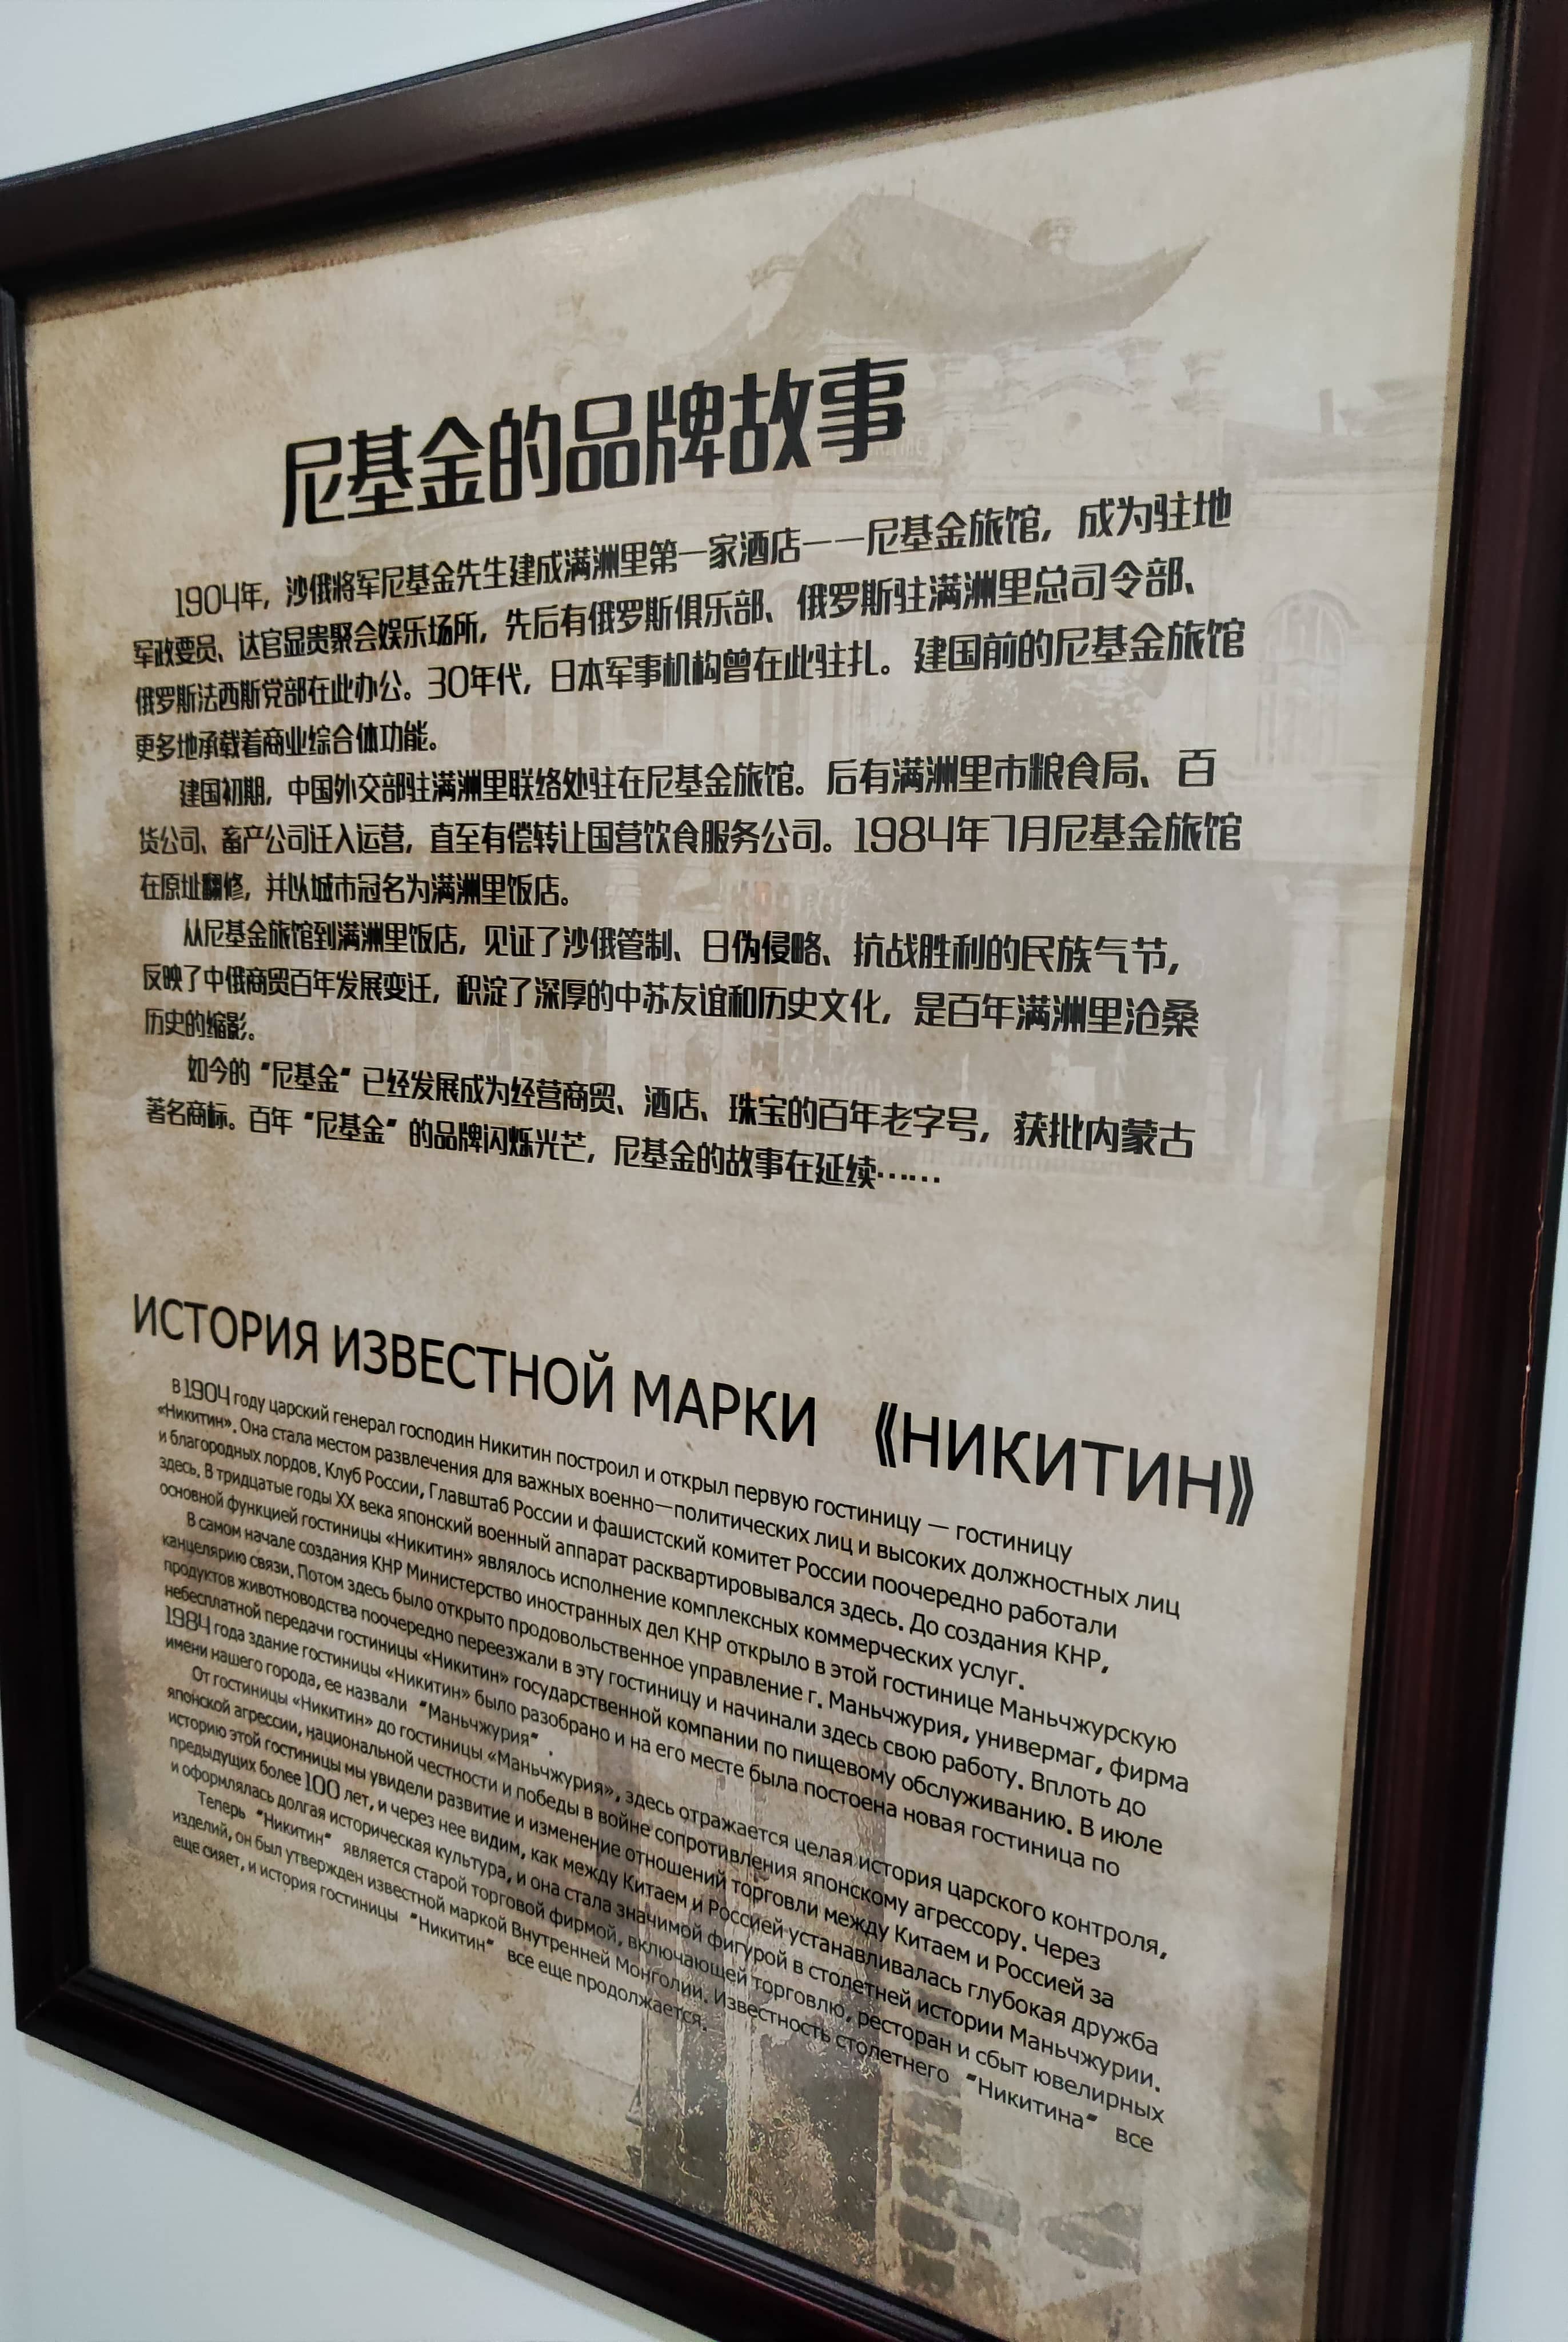 尼基金的品牌故事
1904年，沙俄将军尼基金先生建成满洲里第一家酒店——尼基金旅馆，成为驻地
军政要员、达官显贵聚会娱乐场所，先后有俄罗斯俱乐部、俄罗斯驻满洲里总司令部、
俄罗斯法西斯党部在此办公。30年代，日本军事机构曾在此驻扎。建国前的尼基金旅馆
更多地承载着商业综合体功能。
建国初期，中国外交部驻满洲里联络处驻在尼基金旅馆。后有满洲里市粮食局、百
货公司、畜产公司迁入运营，直至有偿转让国营饮食服务公司。1984年7月尼基金旅馆
在原址翻修，并以城市冠名为满洲里饭店。
从尼基金旅馆到满洲里饭店，见证了沙俄管制、日伪侵略、抗战胜利的民族气节，
反映了中俄商贸百年发展变迁，积淀了深厚的中苏友谊和历史文化，是百年满洲里沧桑
历史的缩影。
如今的“尼基金”已经发展成为经营商贸、酒店、珠宝的百年老字号，获批内蒙古
著名商标。百年“尼基金”的品牌闪烁光芒，尼基金的故事在延续……
ИСТОРИЯ ИЗВЕСТНОЙ МАРКИ 《НИКИТИН》
В 1904 году царский генерал господин Никитин построил и открыл первую гостиницу — гостиницу
«Никитин». Она стала местом развлечения для важных военно—политических лиц и высоких должностных лиц
и благородных лордов. Клуб России, Главштаб России и фашистский комитет России поочередно работали
здесь. В тридцатые годы XX века японский военный аппарат расквартировывался здесь. До создания КНР,
основной функцией гостиницы «Никитин» являлось исполнение комплексных коммерческих услуг.
В самом начале создания КНР Министерство иностранных дел КНР открыло в этой гостинице Маньчжурскую
канцелярию связи. Потом здесь было открыто продовольственное управление г. Маньчжурия, универмаг, фирма
продуктов животноводства поочередно переезжали в эту гостиницу и начинали здесь свою работу. Вплоть до
небесплатной передачи гостиницы «Никитин» государственной компании по пищевому обслуживанию. В июле
1984 года здание гостиницы «Никитин» было разобрано и на его месте была постоена новая гостиница по
имени нашего города, ее назвали “Маньчжурия”.
От гостиницы «Никитин» до гостиницы «Маньчжурия», здесь отражается целая история царского контроля,
японской агрессии, национальной честности и победы в войне сопротивления японскому агрессору. Через
историю этой гостиницы мы увидели развитие и изменение отношений торговли между Китаем и Россией за
предыдущих более 100 лет, и через нее видим, как между Китаем и Россией устанавливалась глубокая дружба
и оформлялась долгая историческая культура, и она стала значимой фигурой в столетней истории Маньчжурии.
Теперь “Никитин” является старой торговой фирмой, включающей торговлю, ресторан и сбыт ювелирных
изделий, он был утвержден известной маркой Внутренней Монголии. Известность столетнего “Никитина” все
еще сияет, и история гостиницы “Никитин” все еще продолжается.